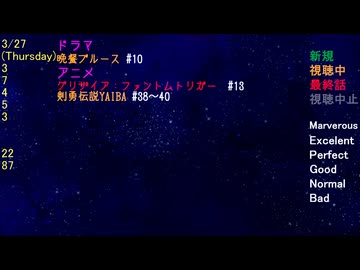 3/27
(Thursday)
3
7
4
5
3
22
87
ドラマ
晩餐ブルース #10
アニメ
グリザイア：ファントムトリガー #13
剣勇伝説YAIBA #38～40
新規
視聴中
最終話
視聴中止
Marverous
Excelent
Perfect
Good
Normal
Bad